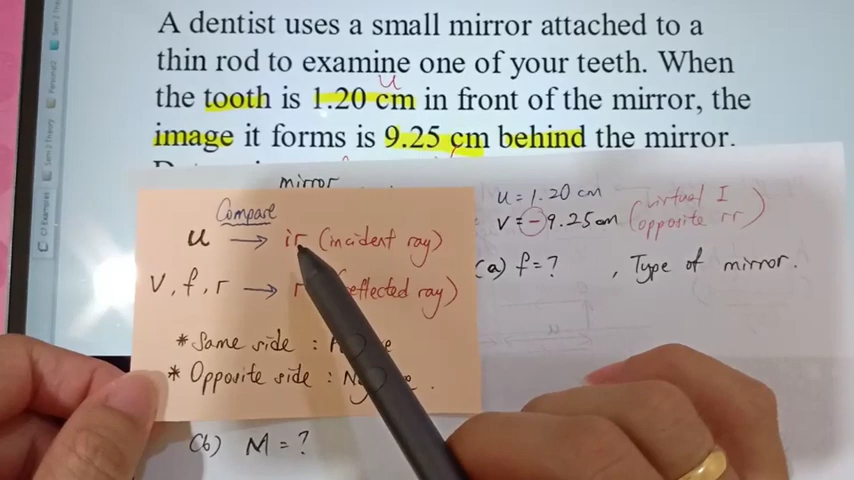 A dentist uses a small mirror attached to a
thin rod to examine one of your teeth. When
u
the tooth is 1.20 cm in front of the mirror, the
image it forms is 9.25 cm behind the mirror.
mirror
Compare
u → ir (incident ray)
v, f, r → r reflected ray)
* Same side :
* Opposite side :
(b) M = ?
u = 1.20 cm
v = -9.25 cm (virtual I
opposite rr)
(a) f = ? , Type of mirror.
Sem 2 Theory